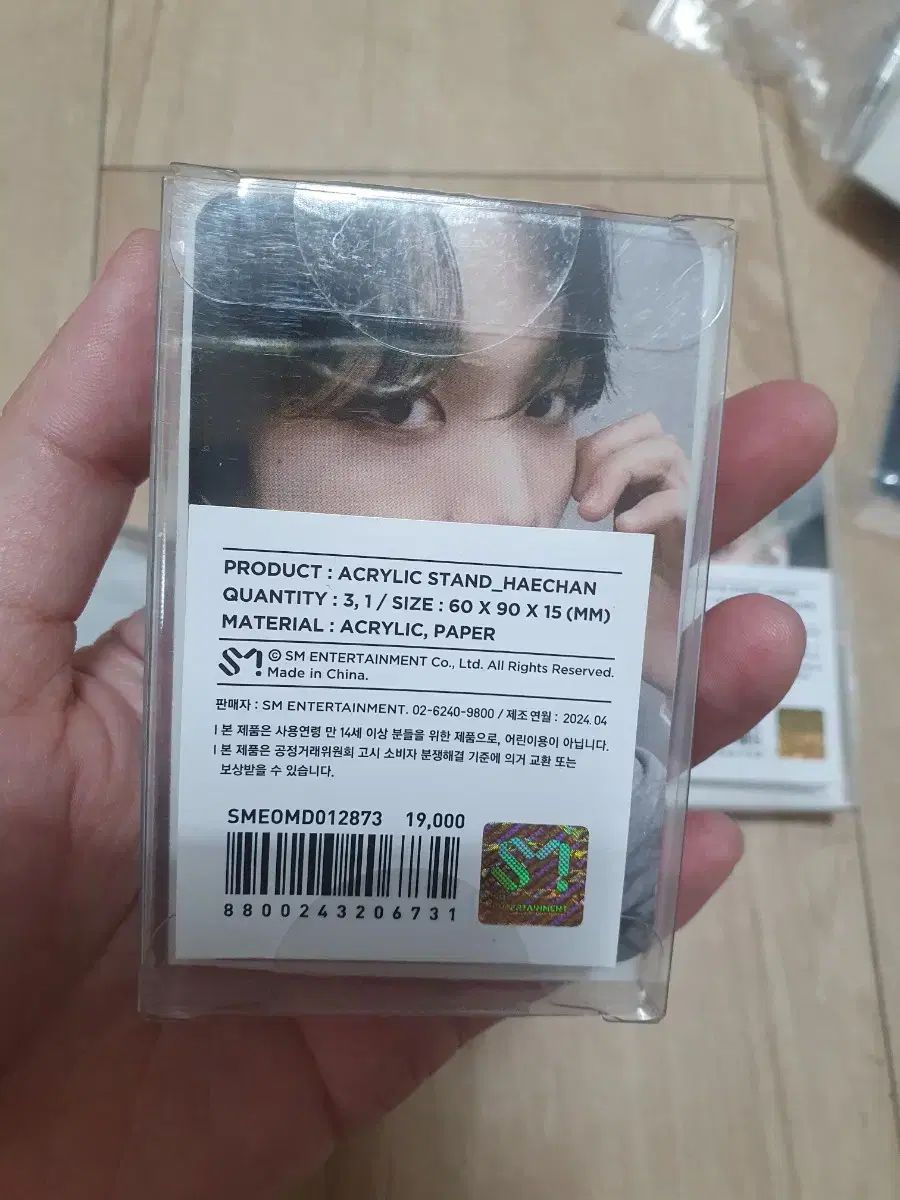 PRODUCT : ACRYLIC STAND_HAECHAN
QUANTITY : 3, 1 / SIZE : 60 X 90 X 15 (MM)
MATERIAL : ACRYLIC, PAPER
SM © SM ENTERTAINMENT Co., Ltd. All Rights Reserved.
Made in China.
판매자 : SM ENTERTAINMENT. 02-6240-9800 / 제조연월 : 2024. 04
l 본 제품은 사용연령 만 14세 이상 분들을 위한 제품으로, 어린이용이 아닙니다.
l 본 제품은 공정거래위원회 고시 소비자 분쟁해결 기준에 의거 교환 또는
보상받을 수 있습니다.
SMEOMD012873 19,000
8800243206731
SM
ENTERTAINMENT